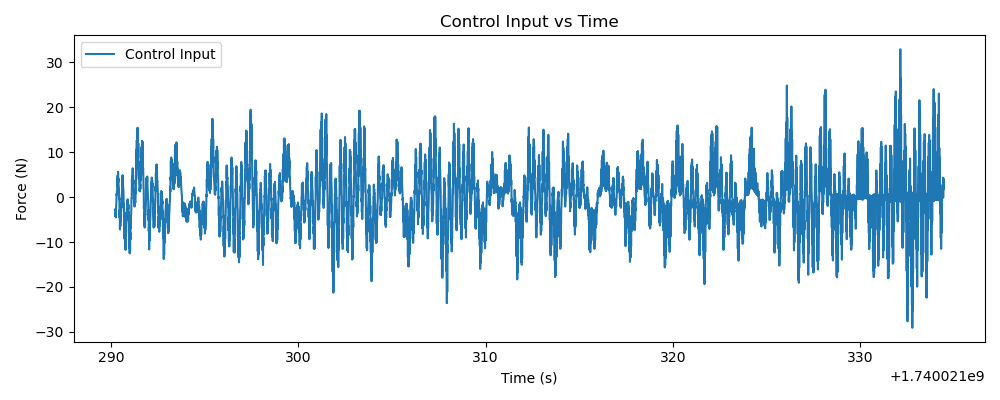 Control Input vs Time
Control Input
Force (N)
30
20
10
0
−10
−20
−30
290
300
310
320
330
+1.740021e9
Time (s)